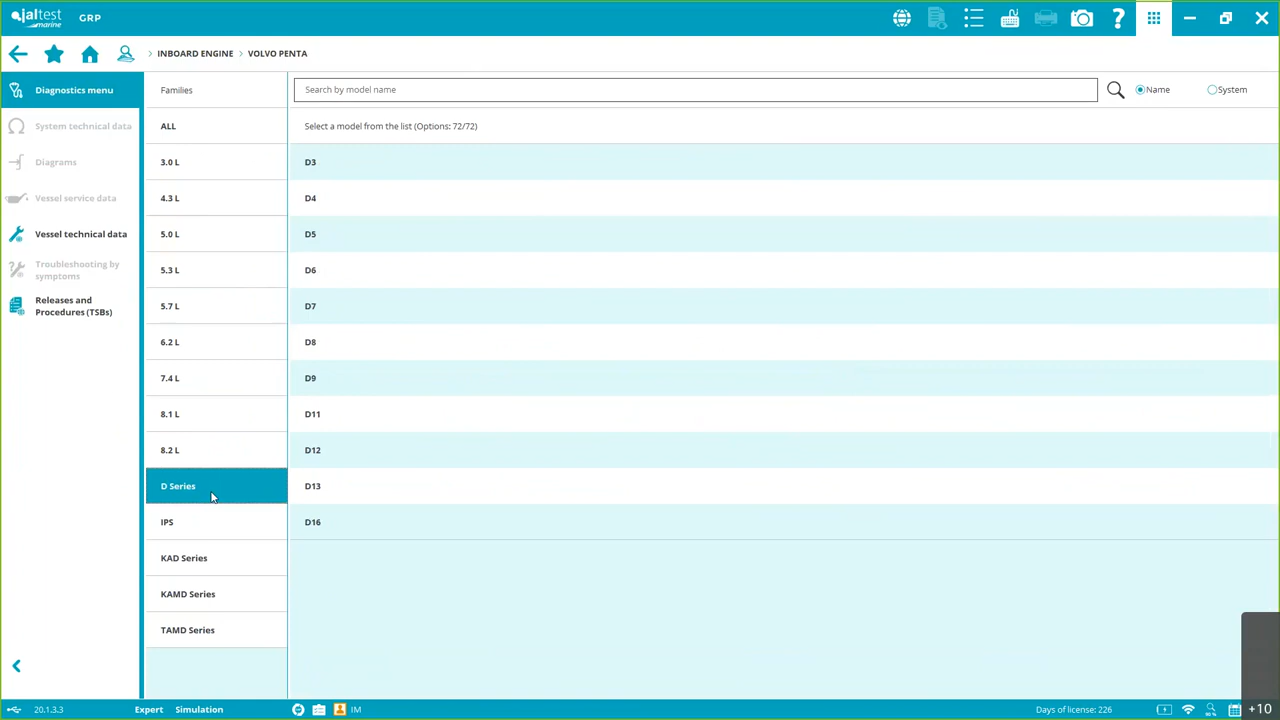 jaltest
marine
GRP
INBOARD ENGINE > VOLVO PENTA
Diagnostics menu
System technical data
Diagrams
Vessel service data
Vessel technical data
Troubleshooting by
symptoms
Releases and
Procedures (TSBs)
Families
ALL
3.0 L
4.3 L
5.0 L
5.3 L
5.7 L
6.2 L
7.4 L
8.1 L
8.2 L
D Series
IPS
KAD Series
KAMD Series
TAMD Series
Search by model name
Name
System
Select a model from the list (Options: 72/72)
D3
D4
D5
D6
D7
D8
D9
D11
D12
D13
D16
20.1.3.3
Expert
Simulation
IM
Days of license: 226
+10